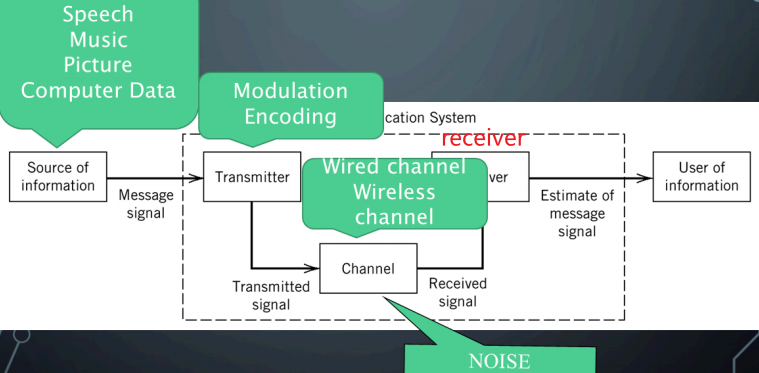 Speech
Music
Picture
Computer Data
Modulation
Encoding
cation System
receiver
Source of
information
Message
signal
Transmitter
Wired channel
Wireless
channel
ver
Estimate of
message
signal
User of
information
Transmitted
signal
Channel
Received
signal
NOISE